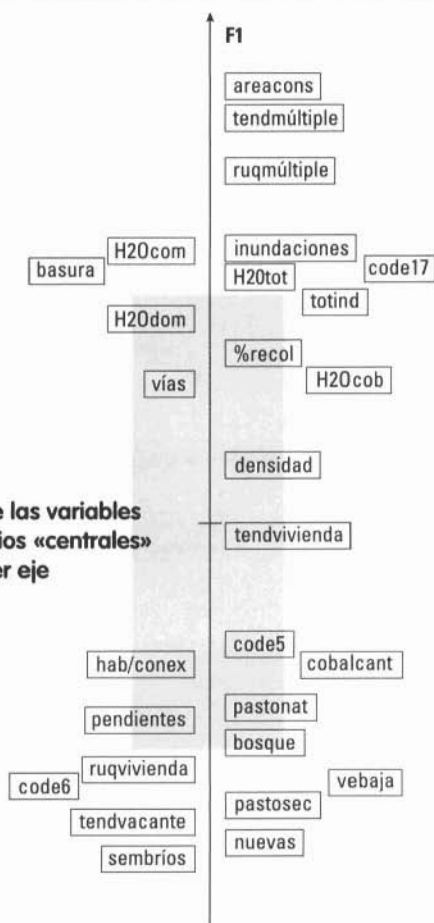 F1
areacons
tendmúltiple
ruqmúltiple
H2Ocom
inundaciones
basura
code17
H20tot
totind
H2Odom
%recol
H2Ocob
vías
densidad
e las variables
ios «centrales»
er eje
tendvivienda
code5
hab/conex
cobalcant
pastonat
pendientes
bosque
ruqvivienda
vebaja
code6
pastosec
tendvacante
nuevas
sembríos